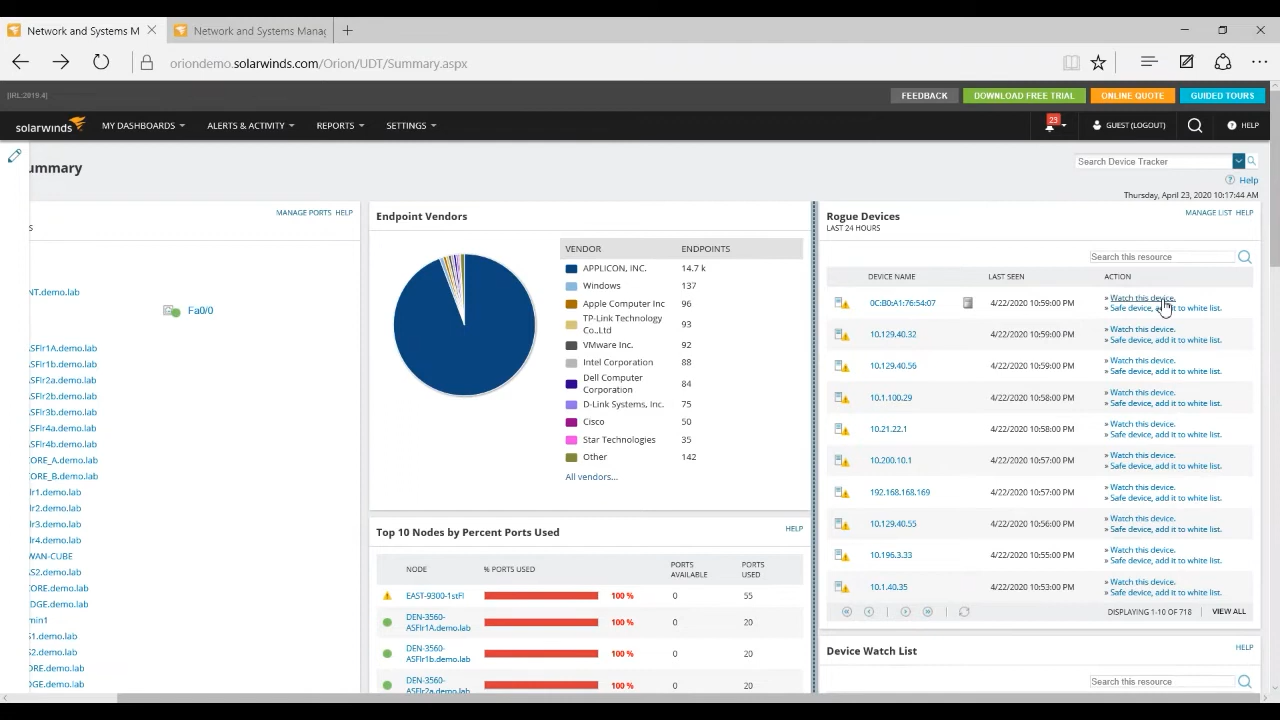 Network and Systems M
Network and Systems Manag
oriondemo.solarwinds.com/Orion/UDT/Summary.aspx
[IRL:2019.4]
FEEDBACK
DOWNLOAD FREE TRIAL
ONLINE QUOTE
GUIDED TOURS
solarwinds
MY DASHBOARDS
ALERTS & ACTIVITY
REPORTS
SETTINGS
23
GUEST (LOGOUT)
HELP
ummary
Search Device Tracker
Help
Thursday, April 23, 2020 10:17:44 AM
MANAGE PORTS HELP
S
NT.demo.lab
Fa0/0
SFlr1A.demo.lab
SFlr1b.demo.lab
SFlr2a.demo.lab
SFlr2b.demo.lab
SFlr3b.demo.lab
SFlr4a.demo.lab
SFlr4b.demo.lab
ORE_A.demo.lab
ORE_B.demo.lab
lr1.demo.lab
lr2.demo.lab
lr3.demo.lab
lr4.demo.lab
WAN-CUBE
S2.demo.lab
ORE.demo.lab
DGE.demo.lab
min1
S1.demo.lab
S2.demo.lab
ORE.demo.lab
DGE.demo.lab
Endpoint Vendors
VENDOR ENDPOINTS
APPLICON, INC. 14.7 k
Windows 137
Apple Computer Inc 96
TP-Link Technology
Co.,Ltd 93
VMware Inc. 92
Intel Corporation 88
Dell Computer
Corporation 84
D-Link Systems, Inc. 75
Cisco 50
Star Technologies 35
Other 142
All vendors...
Top 10 Nodes by Percent Ports Used
HELP
NODE % PORTS USED PORTS AVAILABLE PORTS USED
EAST-9300-1stFl 100 % 0 55
DEN-3560-
ASFlr1A.demo.lab 100 % 0 20
DEN-3560-
ASFlr1b.demo.lab 100 % 0 20
DEN-3560-
ASFlr2a.demo.lab 100 % 0 20
Rogue Devices
LAST 24 HOURS
MANAGE LIST HELP
Search this resource
DEVICE NAME LAST SEEN ACTION
0C:B0:A1:76:54:07 4/22/2020 10:59:00 PM » Watch this device.
» Safe device, add it to white list.
10.129.40.32 4/22/2020 10:59:00 PM » Watch this device.
» Safe device, add it to white list.
10.129.40.56 4/22/2020 10:59:00 PM » Watch this device.
» Safe device, add it to white list.
10.1.100.29 4/22/2020 10:58:00 PM » Watch this device.
» Safe device, add it to white list.
10.21.22.1 4/22/2020 10:58:00 PM » Watch this device.
» Safe device, add it to white list.
10.200.10.1 4/22/2020 10:57:00 PM » Watch this device.
» Safe device, add it to white list.
192.168.168.169 4/22/2020 10:57:00 PM » Watch this device.
» Safe device, add it to white list.
10.129.40.55 4/22/2020 10:56:00 PM » Watch this device.
» Safe device, add it to white list.
10.196.3.33 4/22/2020 10:55:00 PM » Watch this device.
» Safe device, add it to white list.
10.1.40.35 4/22/2020 10:53:00 PM » Watch this device.
» Safe device, add it to white list.
DISPLAYING 1-10 OF 718 VIEW ALL
Device Watch List
HELP
Search this resource